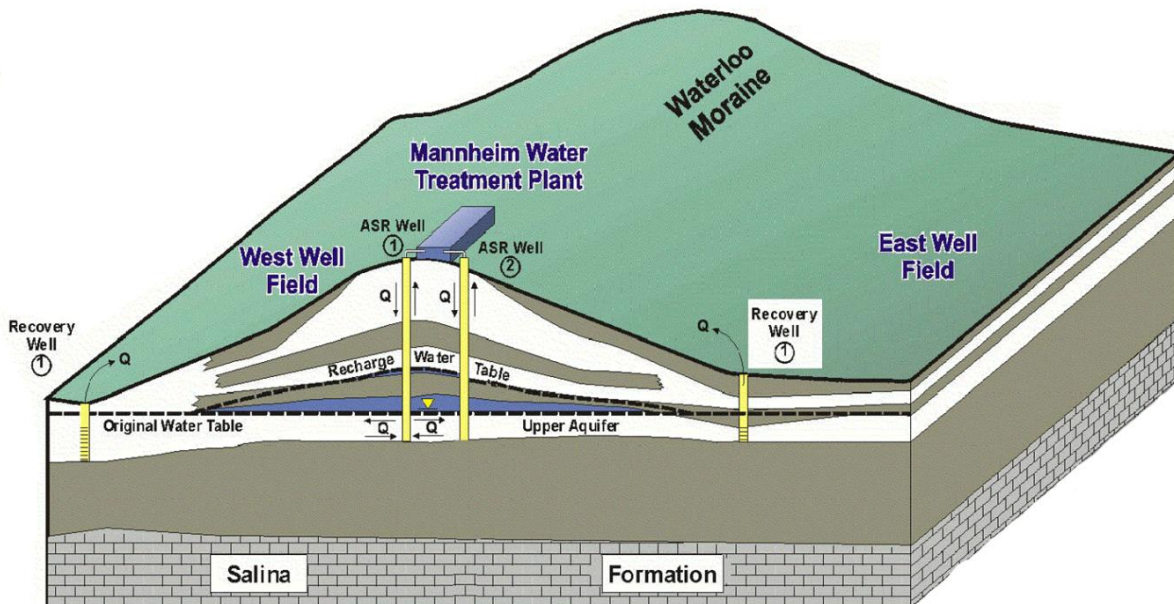 Waterloo
Moraine
Mannheim Water
Treatment Plant
ASR Well
1
ASR Well
2
West Well
Field
East Well
Field
Recovery
Well
1
Q
Q
Q
Q
Recovery
Well
1
Recharge Water Table
Original Water Table
Q
Q
Upper Aquifer
Salina
Formation